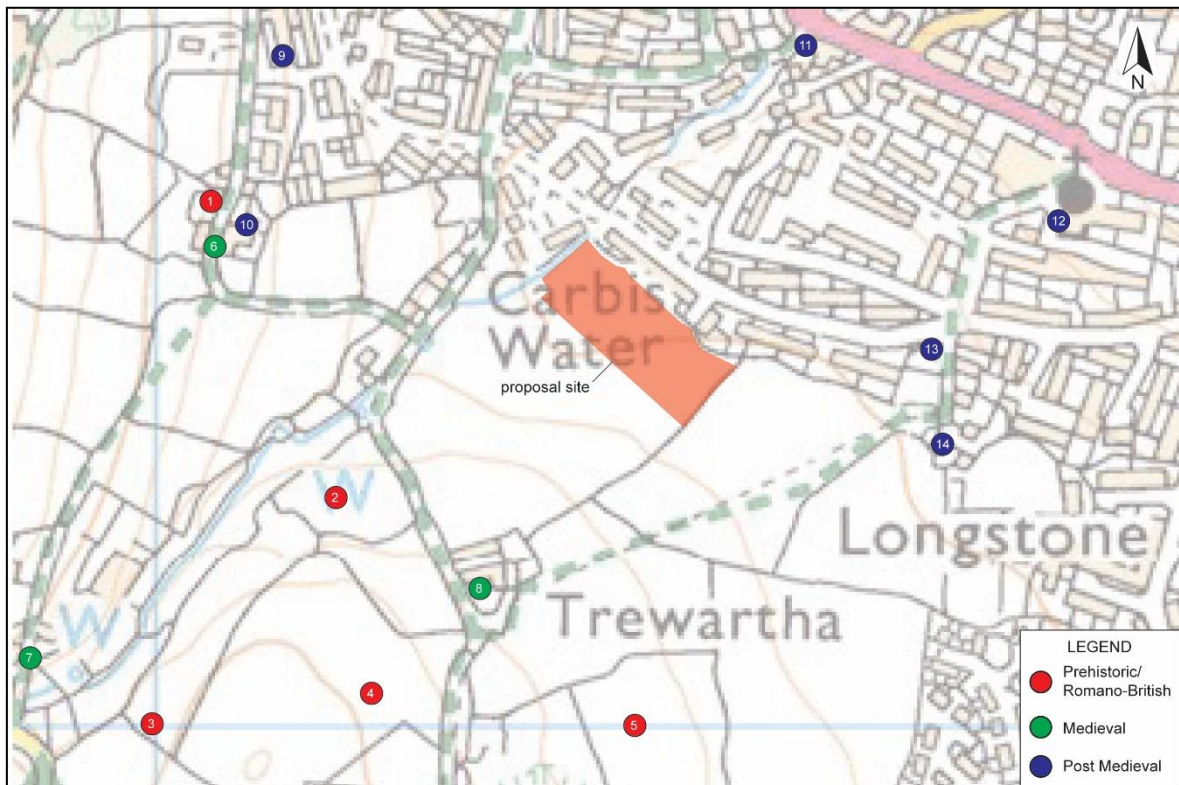 9
11
N
1
10
12
6
Carbis
Water
proposal site
13
14
W
2
Longstone
8
Trewartha
W
7
4
3
5
LEGEND
Prehistoric/
Romano-British
Medieval
Post Medieval